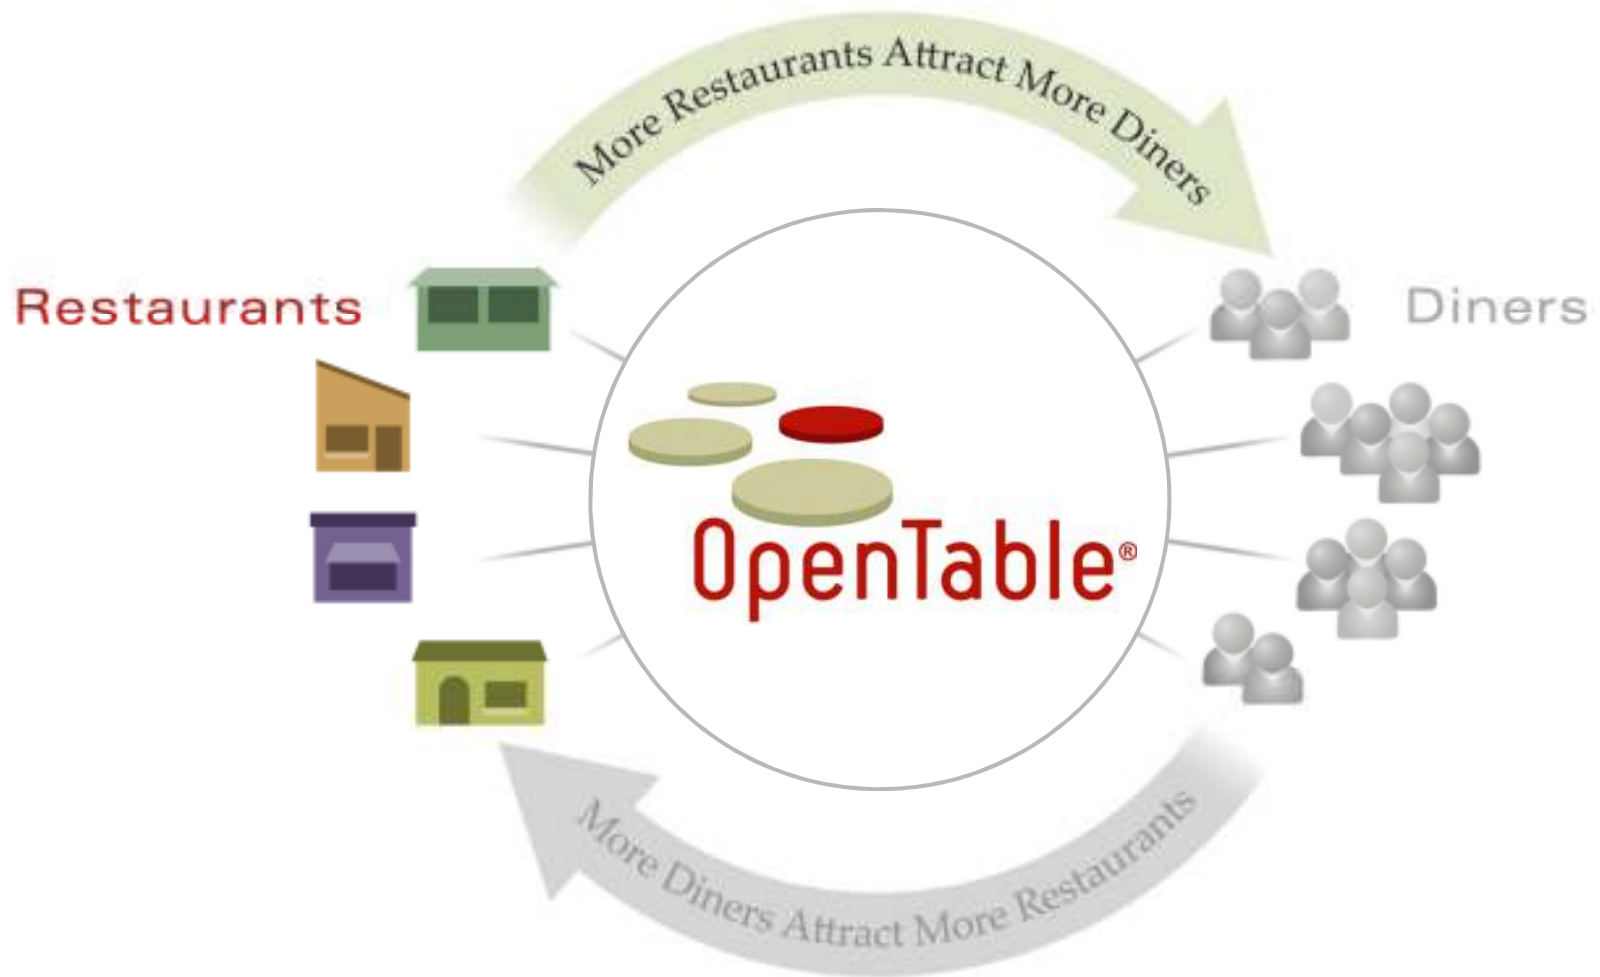 More Restaurants Attract More Diners
Restaurants
Diners
OpenTable®
More Diners Attract More Restaurants